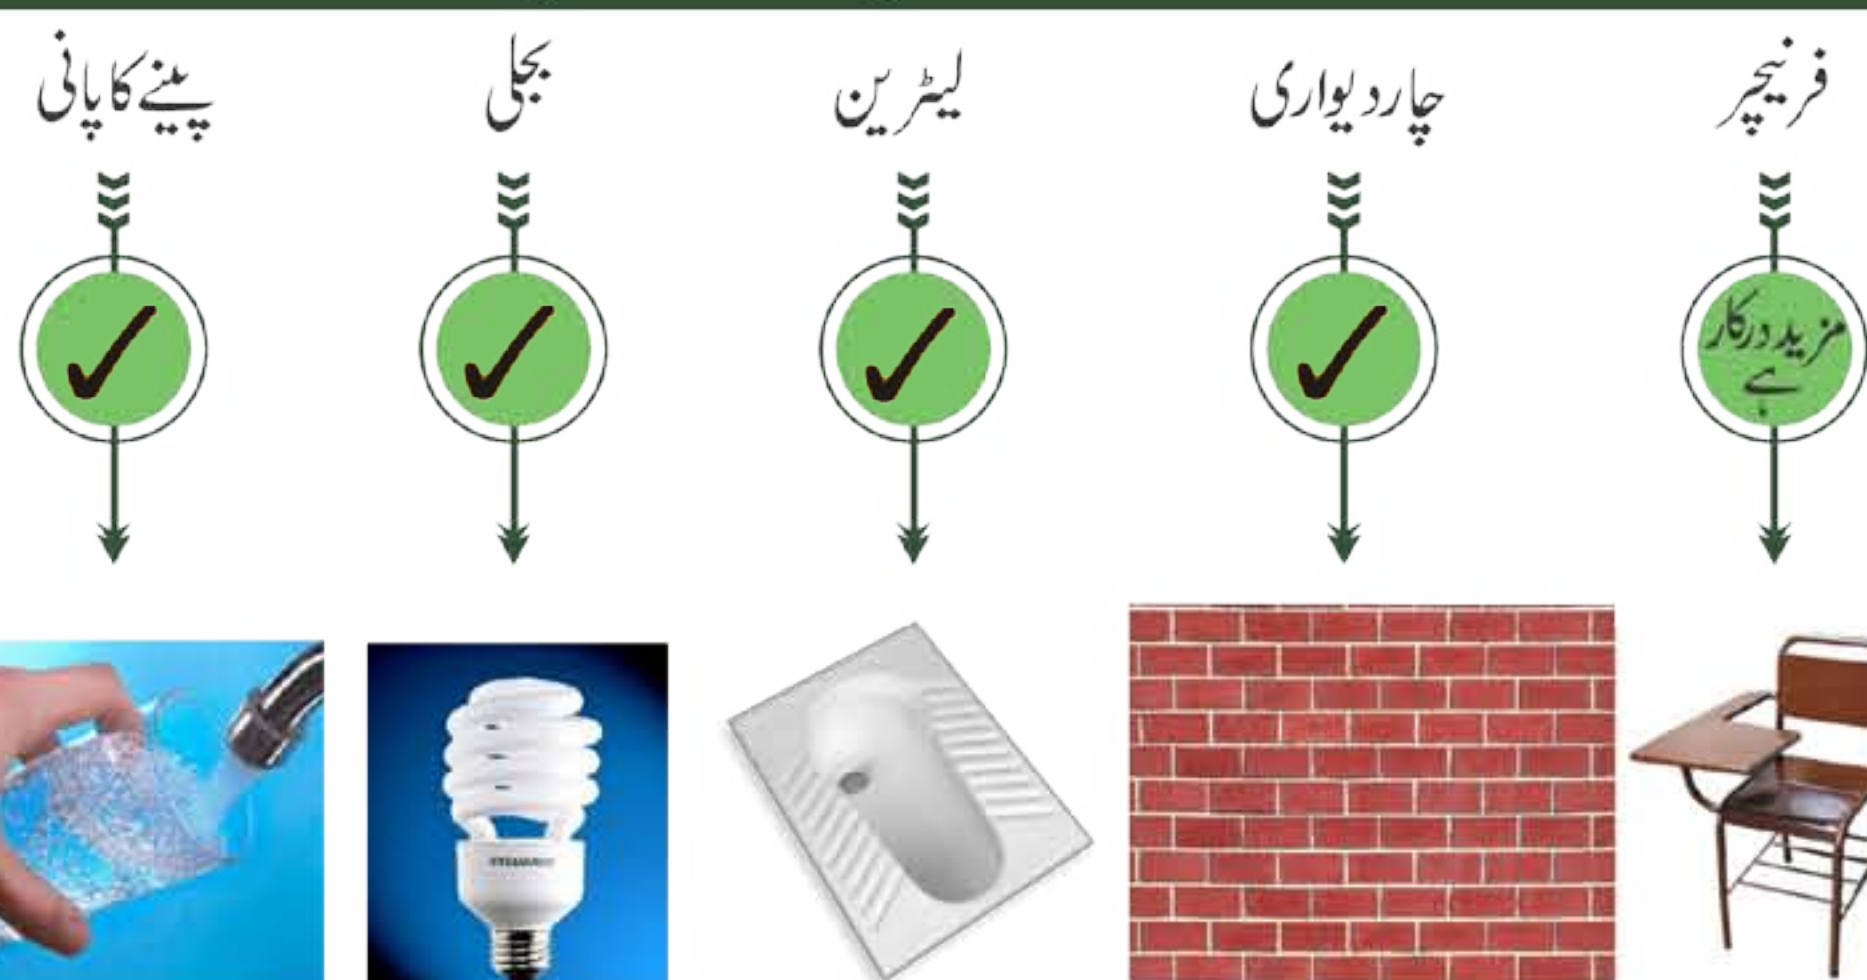 فرنیچر
چاردیواری
لیٹرین
بجلی
پینے کا پانی
مزید درکار
ہے